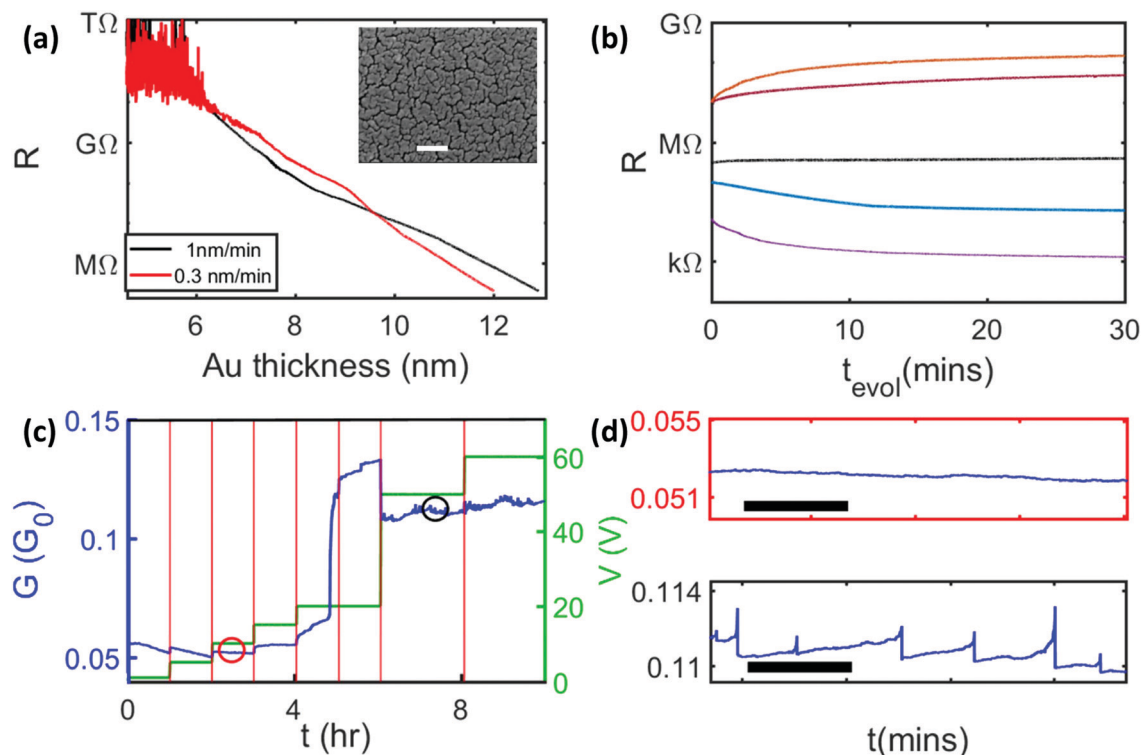 (a)
TΩ
GΩ
MΩ
R
1nm/min
0.3 nm/min
6 8 10 12
Au thickness (nm)
(b)
GΩ
MΩ
kΩ
R
0 10 20 30
t_evol(mins)
(c)
0.15
0.1
0.05
G (G₀)
60
40
20
0
V (V)
0 4 8
t (hr)
(d)
0.055
0.051
0.114
0.11
t(mins)